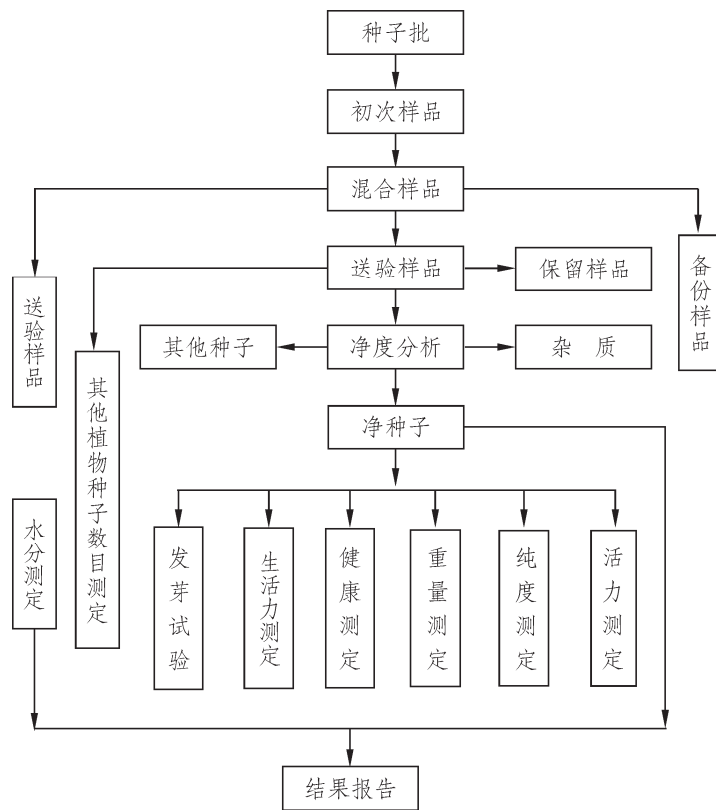 种子批
初次样品
混合样品
送验样品
保留样品
备份样品
送验样品
其他种子
净度分析
杂 质
其他植物种子数目测定
净种子
水分测定
发芽试验
生活力测定
健康测定
重量测定
纯度测定
活力测定
结果报告